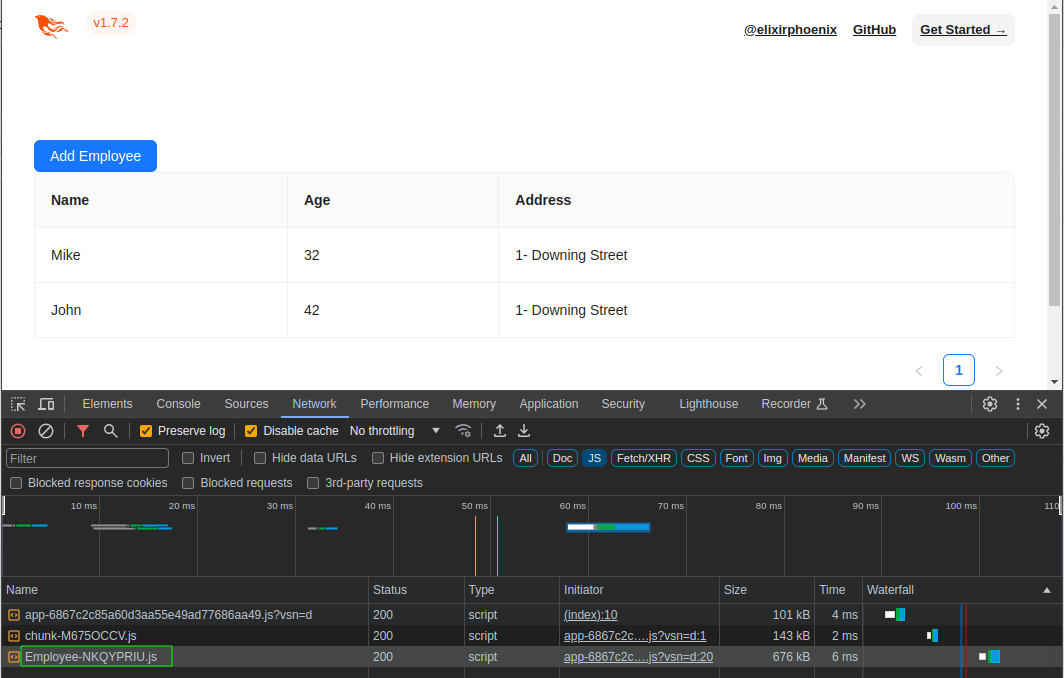 v1.7.2
@elixirphoenix GitHub Get Started →
Add Employee
Name Age Address
Mike 32 1- Downing Street
John 42 1- Downing Street
< 1 >
Elements Console Sources Network Performance Memory Application Security Lighthouse Recorder
Preserve log Disable cache No throttling
Filter Invert Hide data URLs Hide extension URLs All Doc JS Fetch/XHR CSS Font Img Media Manifest WS Wasm Other
Blocked response cookies Blocked requests 3rd-party requests
10 ms 20 ms 30 ms 40 ms 50 ms 60 ms 70 ms 80 ms 90 ms 100 ms 110
Name Status Type Initiator Size Time Waterfall
app-6867c2c85a60d3aa55e49ad77686aa49.js?vsn=d 200 script (index):10 101 kB 4 ms
chunk-M675OCCV.js 200 script app-6867c2c….js?vsn=d:1 143 kB 2 ms
Employee-NKQYPRIU.js 200 script app-6867c2c….js?vsn=d:20 676 kB 6 ms